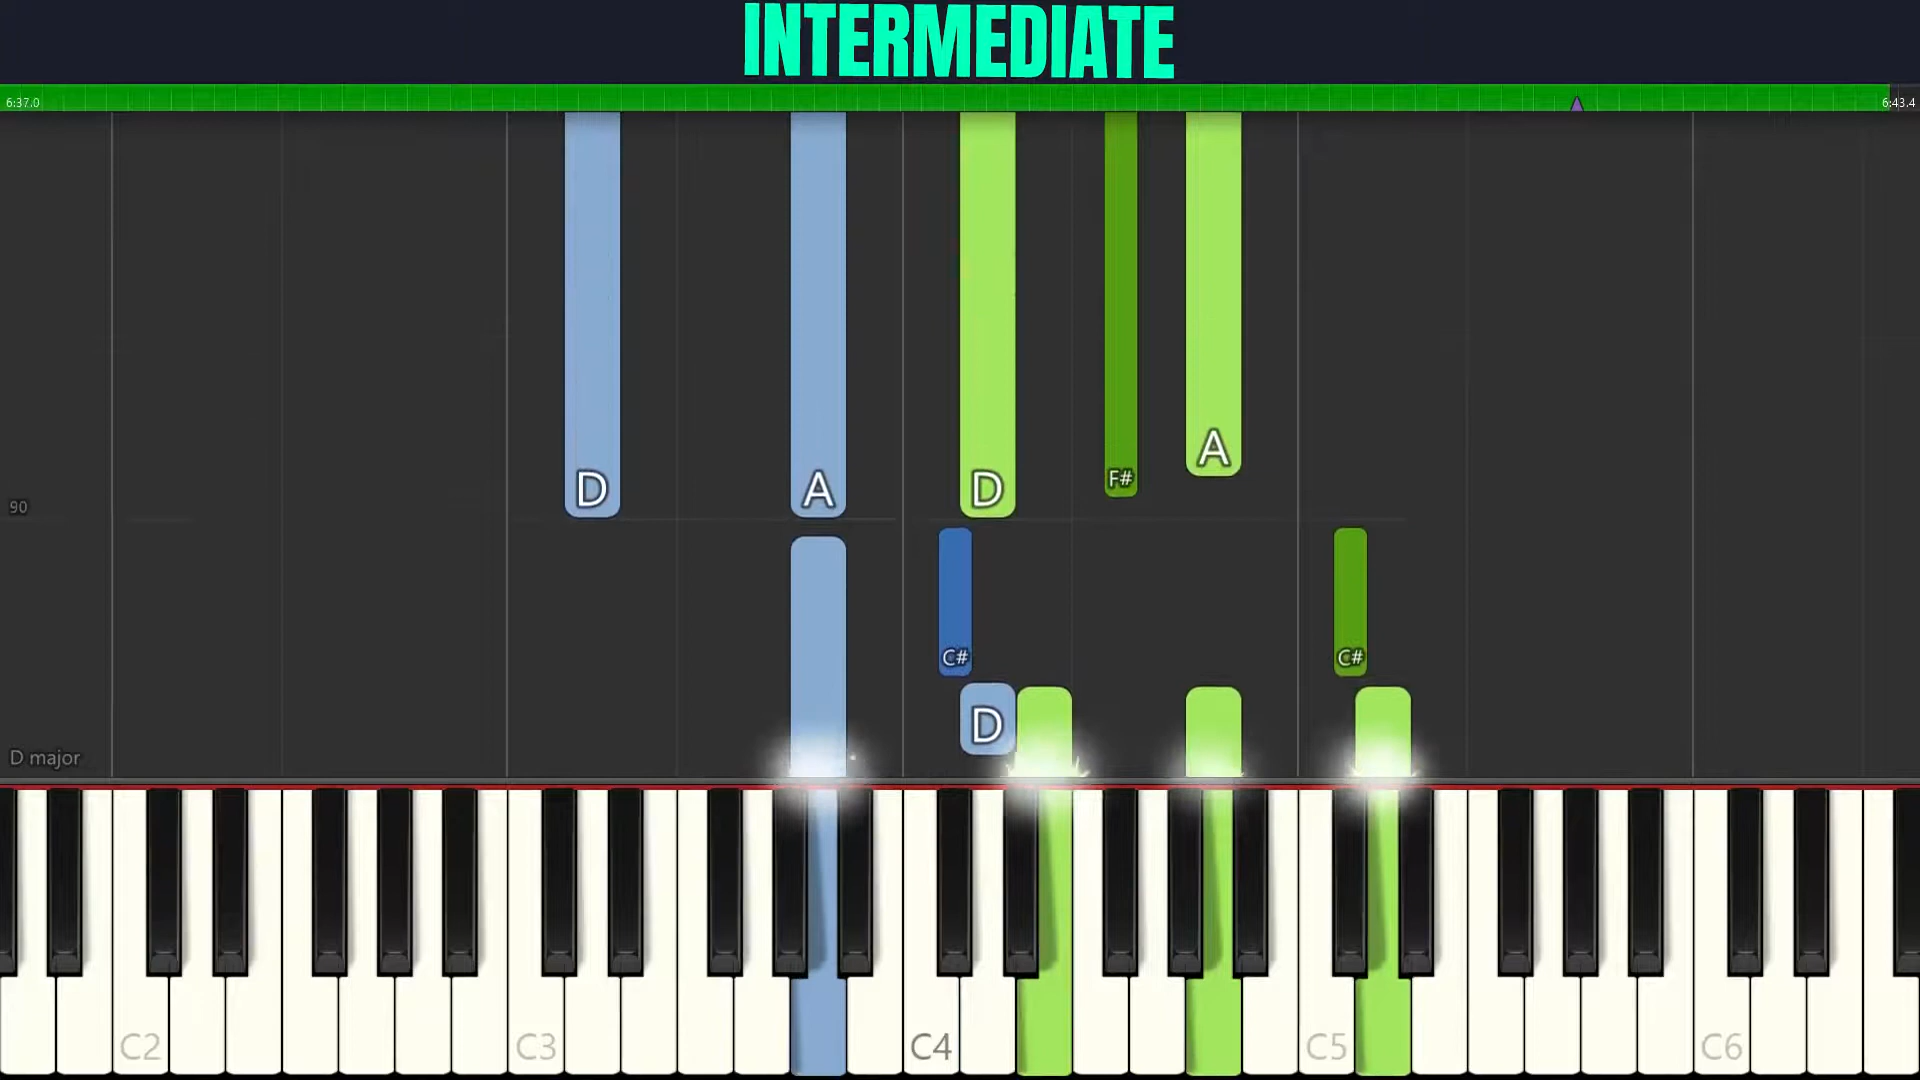 INTERMEDIATE
6:37.0
6:43.4
A
F#
D A D
90
C# C#
D
D major
C2 C3 C4 C5 C6